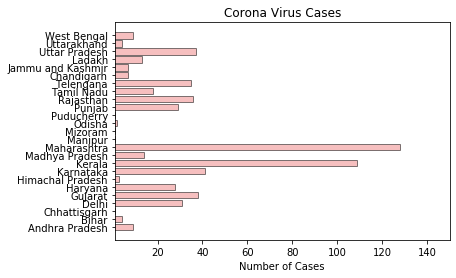 Corona Virus Cases
West Bengal
Uttarakhand
Uttar Pradesh
Ladakh
Jammu and Kashmir
Chandigarh
Telengana
Tamil Nadu
Rajasthan
Punjab
Puducherry
Odisha
Mizoram
Manipur
Maharashtra
Madhya Pradesh
Kerala
Karnataka
Himachal Pradesh
Haryana
Gujarat
Delhi
Chhattisgarh
Bihar
Andhra Pradesh
20 40 60 80 100 120 140
Number of Cases